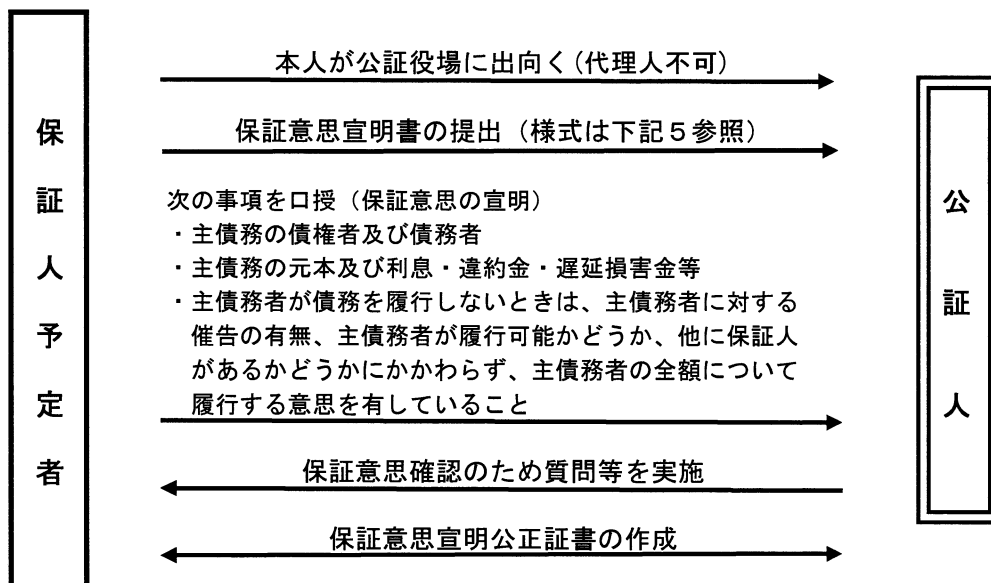 本人が公証役場に出向く(代理人不可)
保証意思宣明書の提出(様式は下記5参照)
次の事項を口授(保証意思の宣明)
・主債務の債権者及び債務者
・主債務の元本及び利息・違約金・遅延損害金等
・主債務者が債務を履行しないときは、主債務者に対する
催告の有無、主債務者が履行可能かどうか、他に保証人
があるかどうかにかかわらず、主債務者の全額について
履行する意思を有していること
保証意思確認のため質問等を実施
保証意思宣明公正証書の作成
保証人予定者
公証人